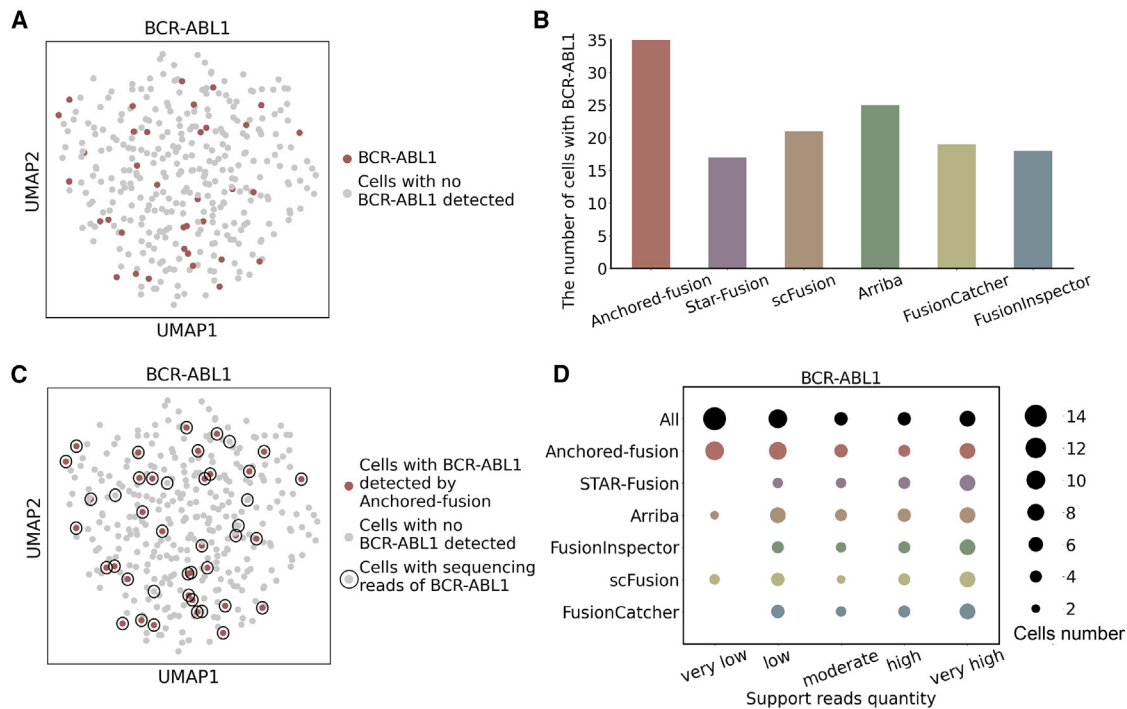 A
BCR-ABL1
UMAP2
UMAP1
BCR-ABL1
Cells with no
BCR-ABL1 detected
B
The number of cells with BCR-ABL1
35
30
25
20
15
10
5
0
Anchored-fusion
Star-Fusion
scFusion
Arriba
FusionCatcher
FusionInspector
C
BCR-ABL1
UMAP2
UMAP1
Cells with BCR-ABL1
detected by
Anchored-fusion
Cells with no
BCR-ABL1 detected
Cells with sequencing
reads of BCR-ABL1
D
BCR-ABL1
All
Anchored-fusion
STAR-Fusion
Arriba
FusionInspector
scFusion
FusionCatcher
very low
low
moderate
high
very high
Support reads quantity
14
12
10
8
6
4
2
Cells number